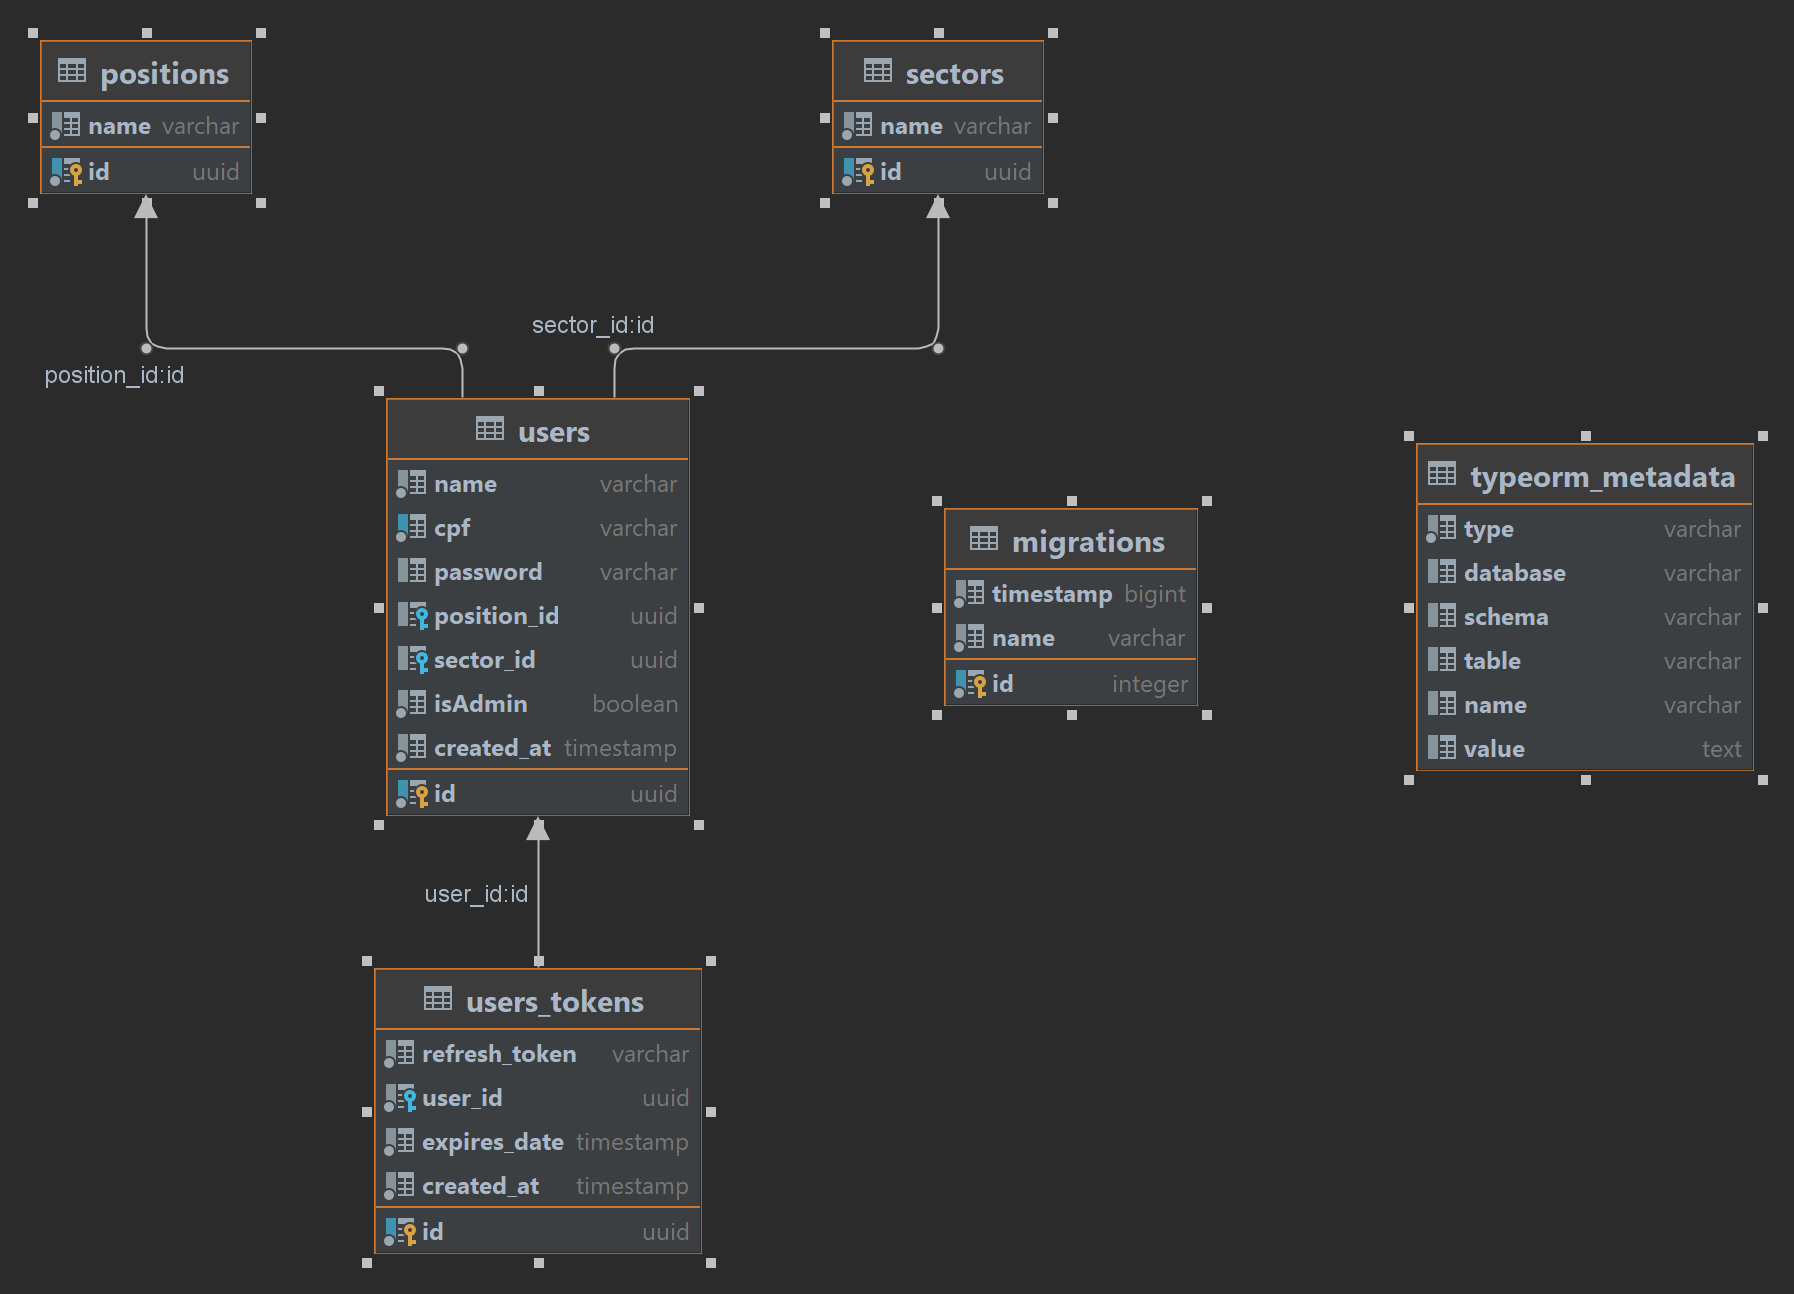 positions
name varchar
id uuid
sectors
name varchar
id uuid
sector_id:id
position_id:id
users
name varchar
cpf varchar
password varchar
position_id uuid
sector_id uuid
isAdmin boolean
created_at timestamp
id uuid
migrations
timestamp bigint
name varchar
id integer
typeorm_metadata
type varchar
database varchar
schema varchar
table varchar
name varchar
value text
user_id:id
users_tokens
refresh_token varchar
user_id uuid
expires_date timestamp
created_at timestamp
id uuid